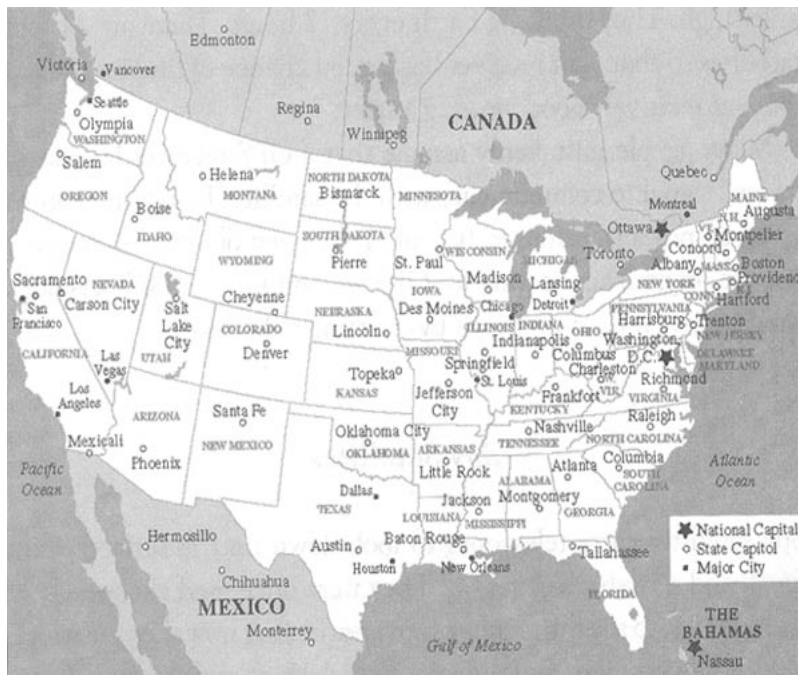 Edmonton
Victoria
Vancouver
Seattle
Olympia
WASHINGTON
Regina
Winnipeg
CANADA
Salem
OREGON
Helena
MONTANA
NORTH DAKOTA
Bismarck
MINNESOTA
Quebec
Montreal
MAINE
Augusta
Boise
IDAHO
WYOMING
SOUTH DAKOTA
Pierre
St. Paul
WISCONSIN
MICHIGAN
Ottawa
Toronto
VT.
N.H.
Montpelier
Concord
Albany
MASS.
Boston
Providence
Sacramento
San
Francisco
NEVADA
Carson City
Salt
Lake
City
UTAH
Cheyenne
NEBRASKA
Lincoln
IOWA
Des Moines
Madison
Chicago
Lansing
Detroit
NEW YORK
CONN.
R.I.
Hartford
PENNSYLVANIA
Harrisburg
Trenton
NEW JERSEY
CALIFORNIA
Las
Vegas
COLORADO
Denver
KANSAS
Topeka
MISSOURI
Jefferson
City
ILLINOIS
Springfield
St. Louis
INDIANA
Indianapolis
OHIO
Columbus
Washington
D.C.
DELAWARE
MARYLAND
Charleston
W.
VIR.
Richmond
VIRGINIA
Frankfort
KENTUCKY
Los
Angeles
Mexicali
ARIZONA
Phoenix
Santa Fe
NEW MEXICO
Oklahoma City
OKLAHOMA
ARKANSAS
Little Rock
Nashville
TENNESSEE
Raleigh
NORTH CAROLINA
Columbia
SOUTH
CAROLINA
Atlanta
GEORGIA
ALABAMA
Montgomery
Jackson
MISSISSIPPI
Pacific
Ocean
Atlantic
Ocean
Dallas
TEXAS
LOUISIANA
Baton Rouge
Austin
Houston
New Orleans
Tallahassee
FLORIDA
Hermosillo
Chihuahua
MEXICO
Monterrey
Gulf of Mexico
National Capital
State Capitol
Major City
THE
BAHAMAS
Nassau